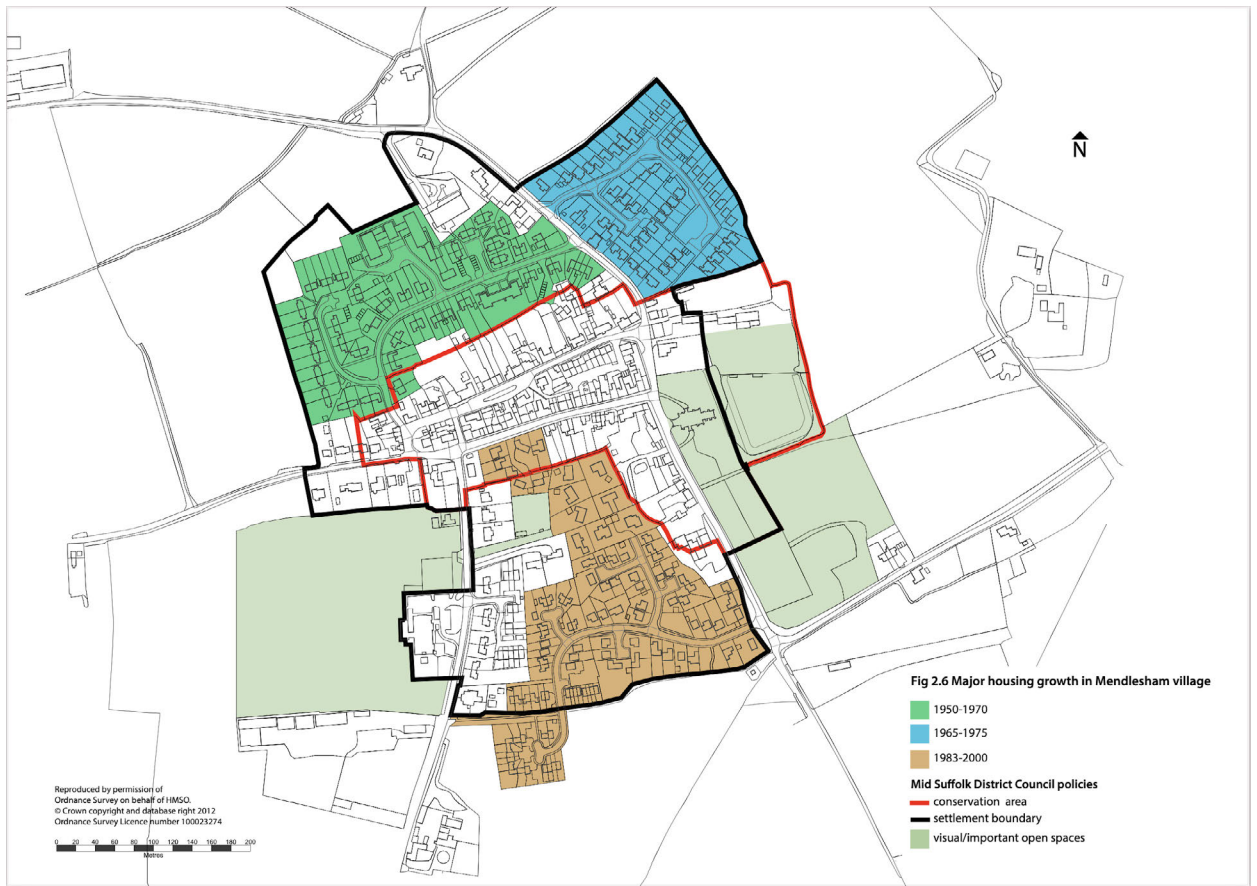 N
Fig 2.6 Major housing growth in Mendlesham village
1950-1970
1965-1975
1983-2000
Mid Suffolk District Council policies
conservation area
settlement boundary
visual/important open spaces
Reproduced by permission of
Ordnance Survey on behalf of HMSO.
© Crown copyright and database right 2012
Ordnance Survey Licence number 100023274
0 20 40 60 80 100 120 140 160 180 200
Metres